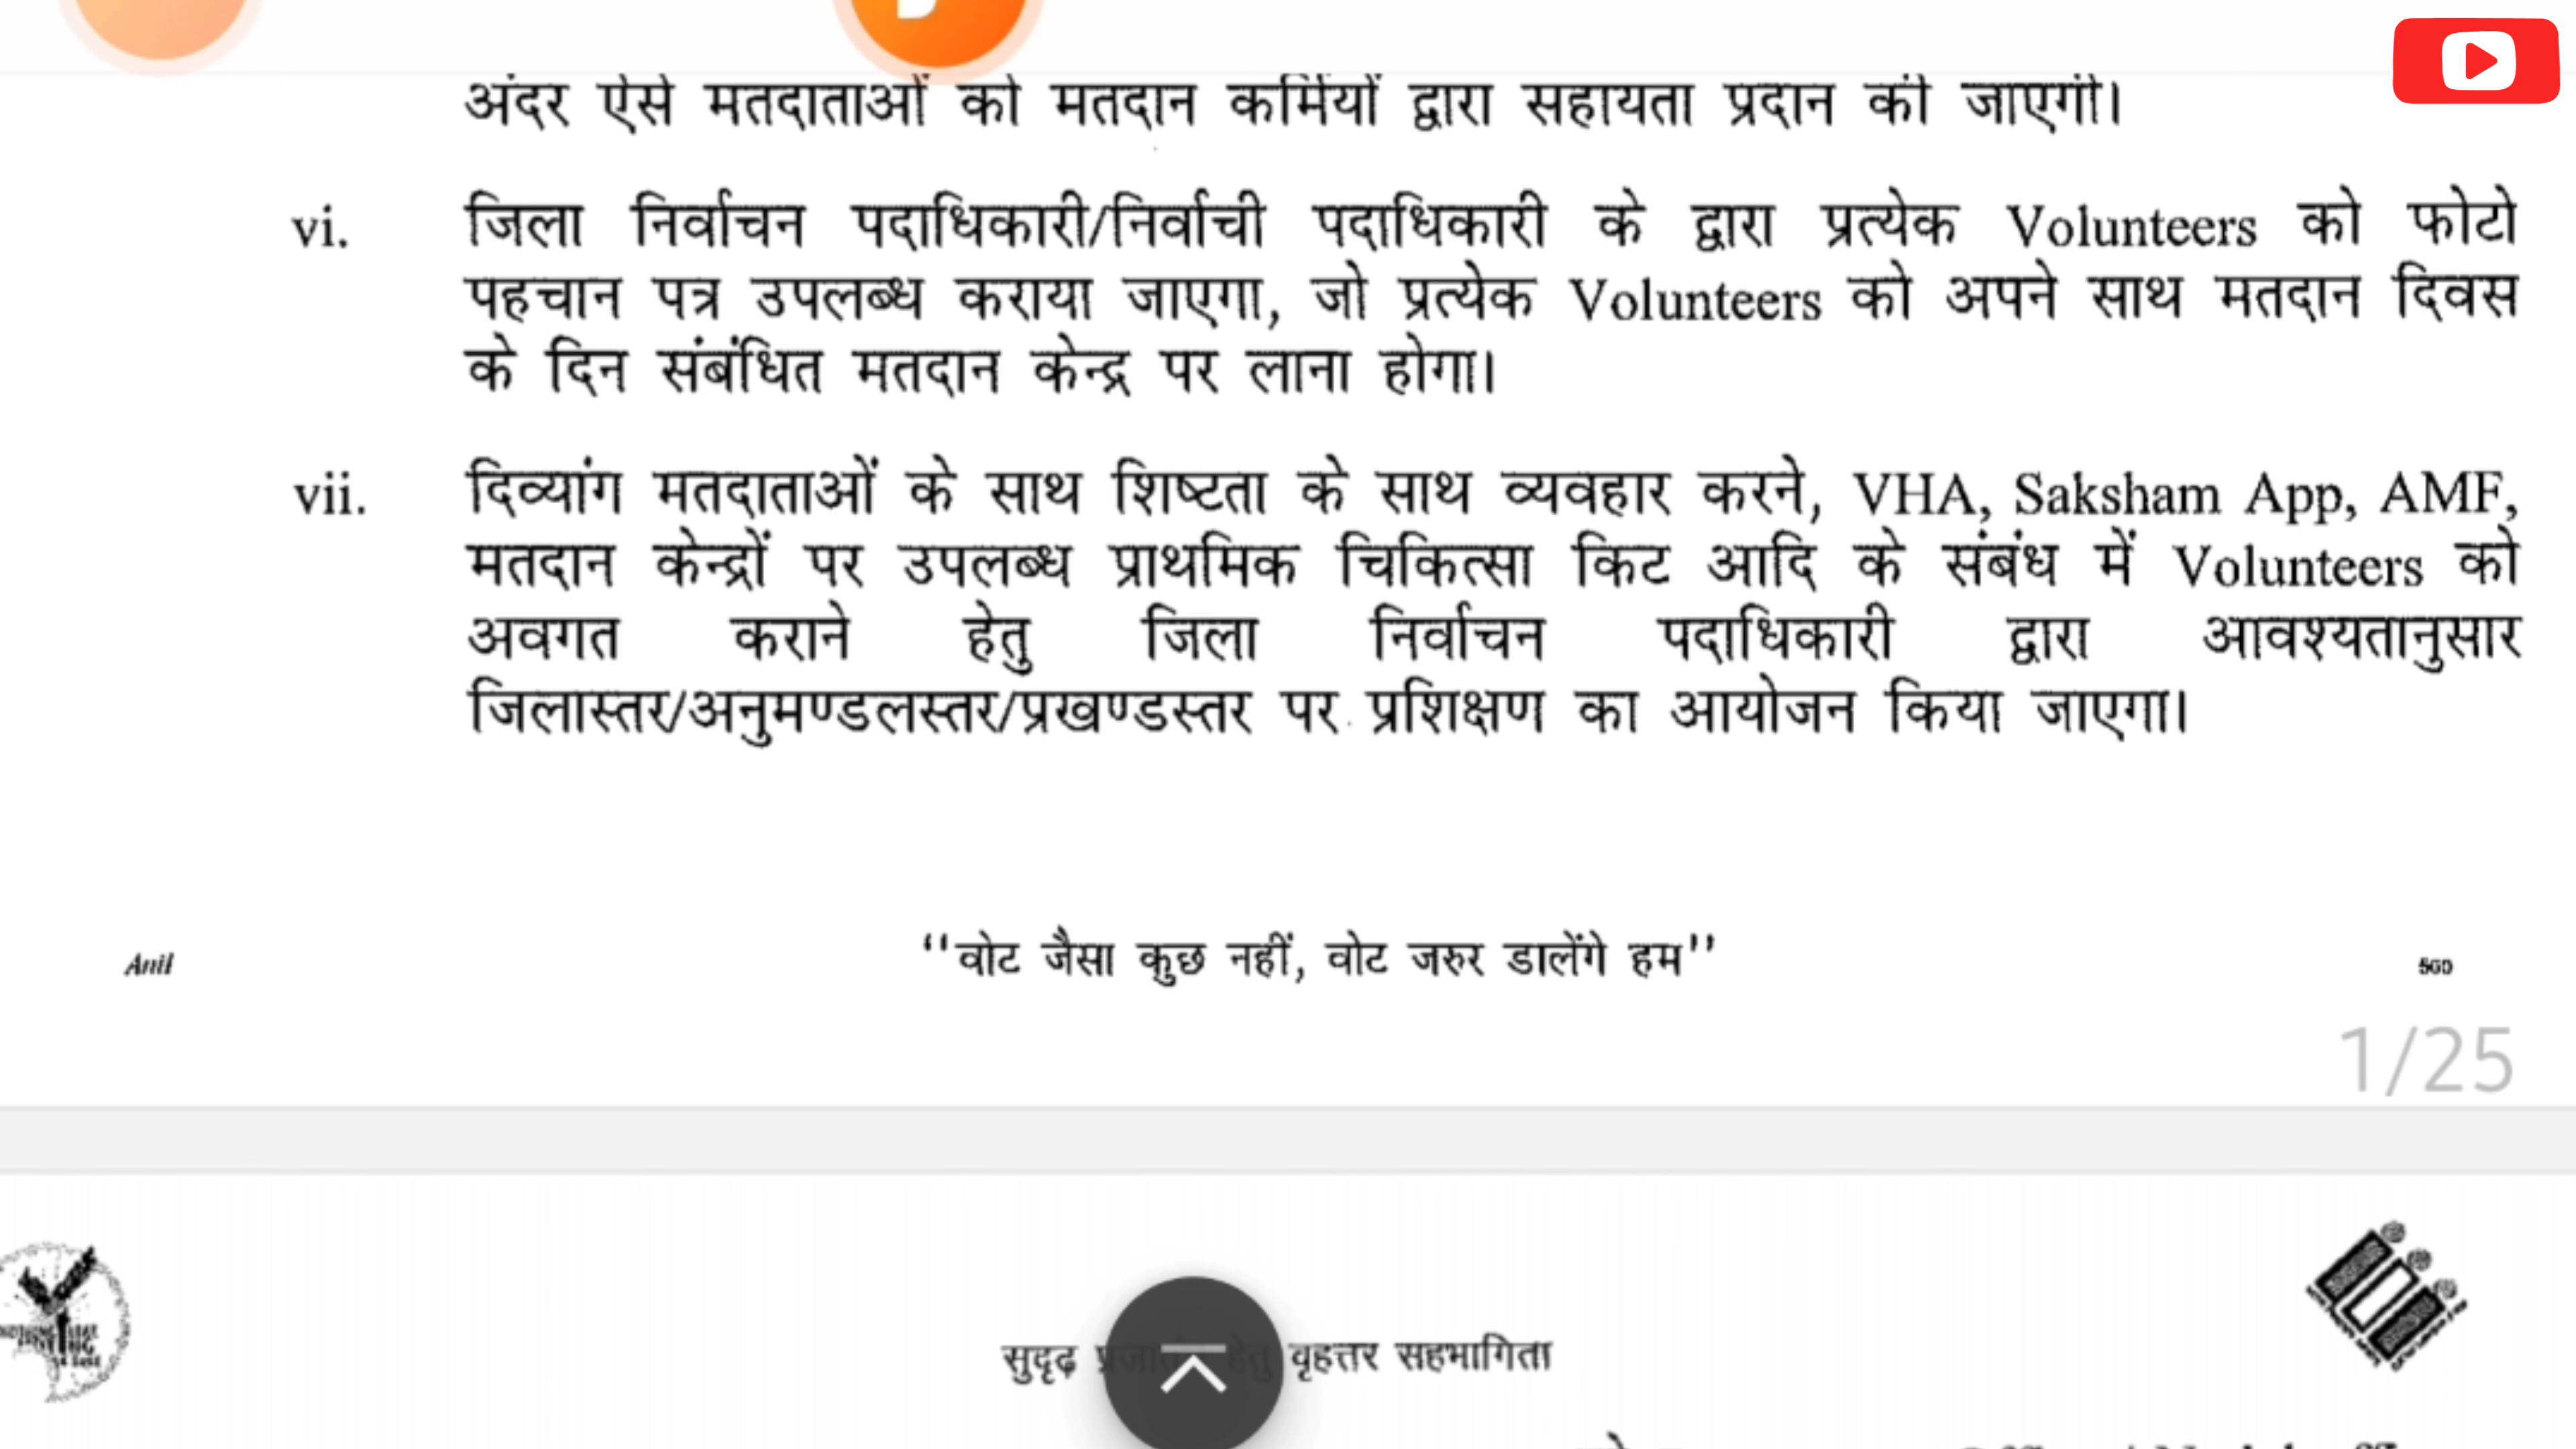 अंदर ऐसे मतदाताओं को मतदान कर्मियों द्वारा सहायता प्रदान की जाएगी।
vi. जिला निर्वाचन पदाधिकारी/निर्वाची पदाधिकारी के द्वारा प्रत्येक Volunteers को फोटो
पहचान पत्र उपलब्ध कराया जाएगा, जो प्रत्येक Volunteers को अपने साथ मतदान दिवस
के दिन संबंधित मतदान केन्द्र पर लाना होगा।
vii. दिव्यांग मतदाताओं के साथ शिष्टता के साथ व्यवहार करने, VHA, Saksham App, AMF,
मतदान केन्द्रों पर उपलब्ध प्राथमिक चिकित्सा किट आदि के संबंध में Volunteers को
अवगत कराने हेतु जिला निर्वाचन पदाधिकारी द्वारा आवश्यतानुसार
जिलास्तर/अनुमण्डलस्तर/प्रखण्डस्तर पर प्रशिक्षण का आयोजन किया जाएगा।
Anil "वोट जैसा कुछ नहीं, वोट जरुर डालेंगे हम" 560
1/25
सुदृढ़ वृहत्तर सहभागिता